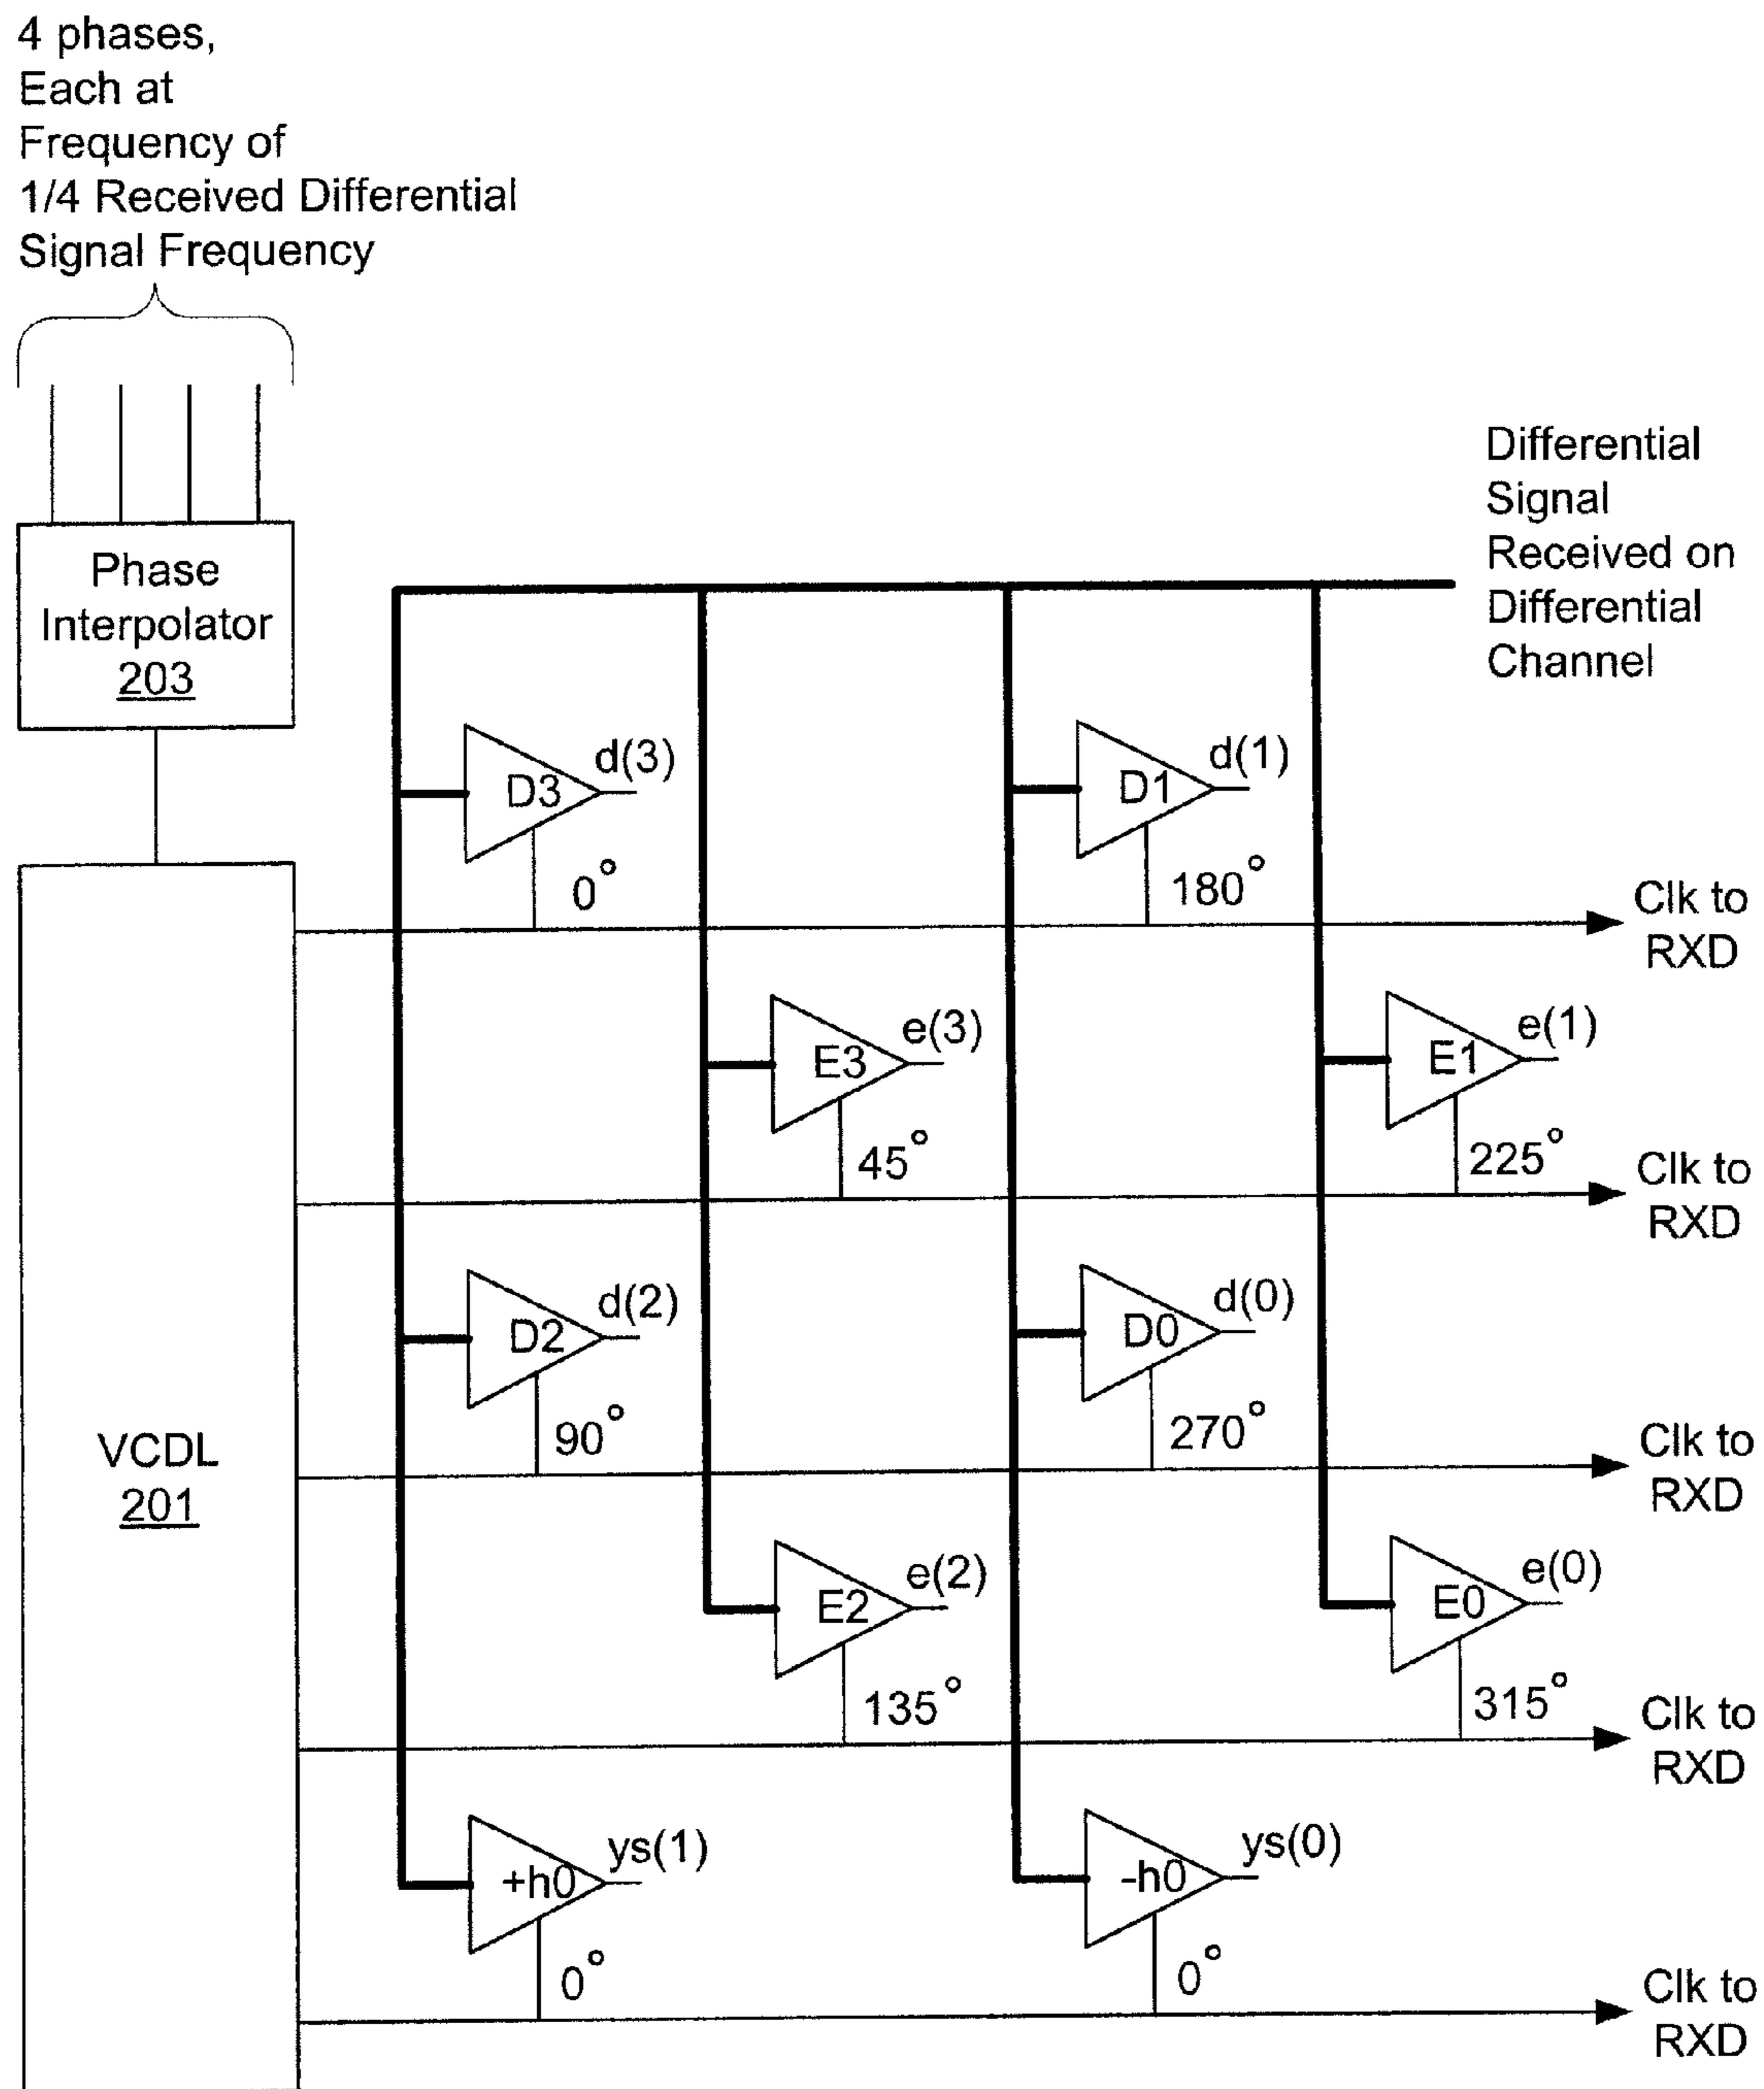 4 phases,
Each at
Frequency of
1/4 Received Differential
Signal Frequency
Phase
Interpolator
203
Differential
Signal
Received on
Differential
Channel
D3
d(3)
0°
D1
d(1)
180°
Clk to
RXD
E3
e(3)
45°
E1
e(1)
225°
Clk to
RXD
D2
d(2)
90°
D0
d(0)
270°
Clk to
RXD
VCDL
201
E2
e(2)
135°
E0
e(0)
315°
Clk to
RXD
+h0
ys(1)
0°
-h0
ys(0)
0°
Clk to
RXD